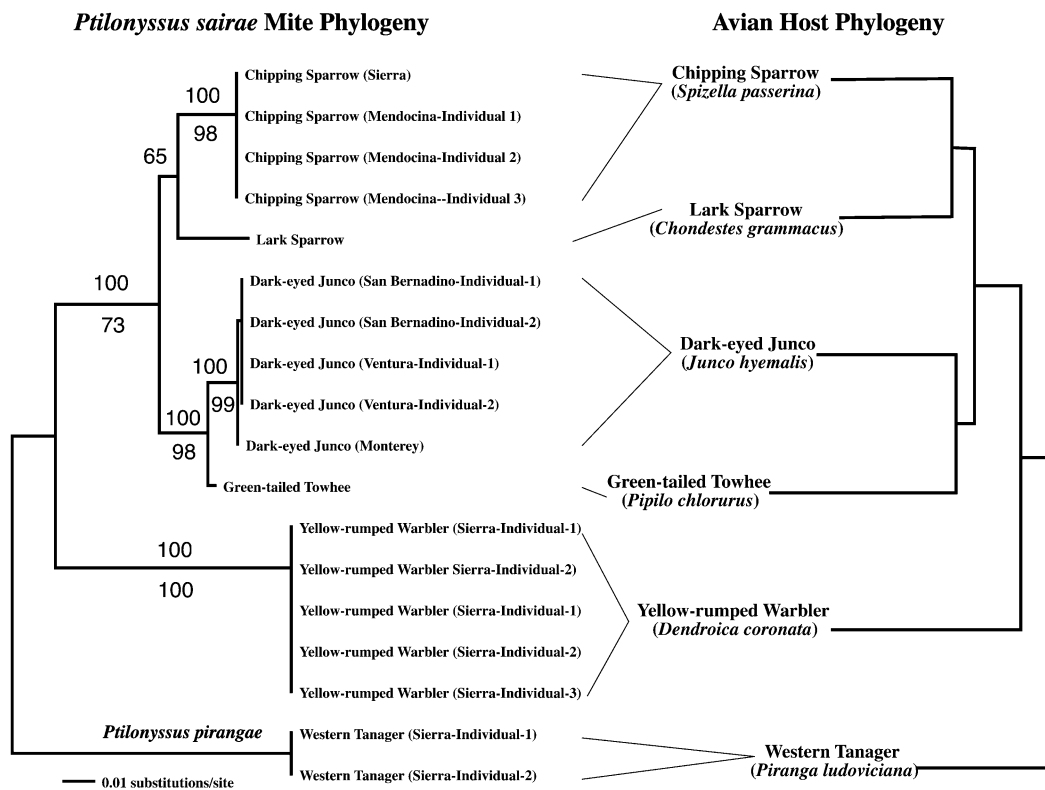 Ptilonyssus sairae Mite Phylogeny
Avian Host Phylogeny
Chipping Sparrow (Sierra)
100
Chipping Sparrow (Mendocina-Individual 1)
98
65
Chipping Sparrow (Mendocina-Individual 2)
Chipping Sparrow (Mendocina--Individual 3)
Lark Sparrow
100
73
Dark-eyed Junco (San Bernadino-Individual-1)
Dark-eyed Junco (San Bernadino-Individual-2)
100
Dark-eyed Junco (Ventura-Individual-1)
99
Dark-eyed Junco (Ventura-Individual-2)
100
98
Dark-eyed Junco (Monterey)
Green-tailed Towhee
Yellow-rumped Warbler (Sierra-Individual-1)
100
Yellow-rumped Warbler Sierra-Individual-2)
100
Yellow-rumped Warbler (Sierra-Individual-1)
Yellow-rumped Warbler (Sierra-Individual-2)
Yellow-rumped Warbler (Sierra-Individual-3)
Ptilonyssus pirangae
Western Tanager (Sierra-Individual-1)
Western Tanager (Sierra-Individual-2)
0.01 substitutions/site
Chipping Sparrow
(Spizella passerina)
Lark Sparrow
(Chondestes grammacus)
Dark-eyed Junco
(Junco hyemalis)
Green-tailed Towhee
(Pipilo chlorurus)
Yellow-rumped Warbler
(Dendroica coronata)
Western Tanager
(Piranga ludoviciana)